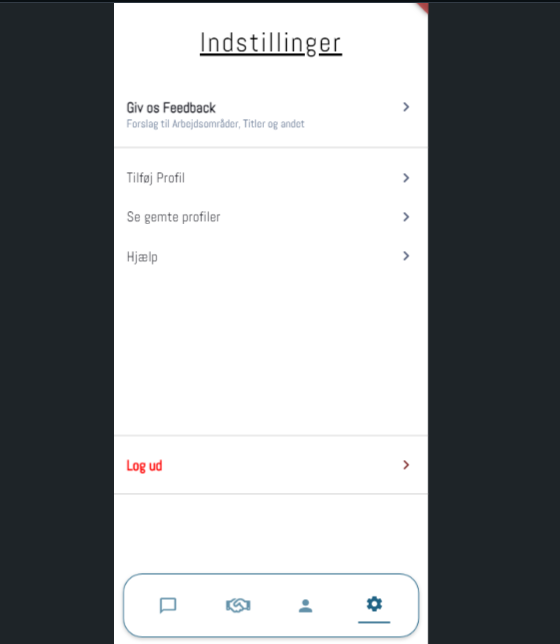 Indstillinger
Giv os Feedback
Forslag til Arbejdsområder, Titler og andet
Tilføj Profil
Se gemte profiler
Hjælp
Log ud